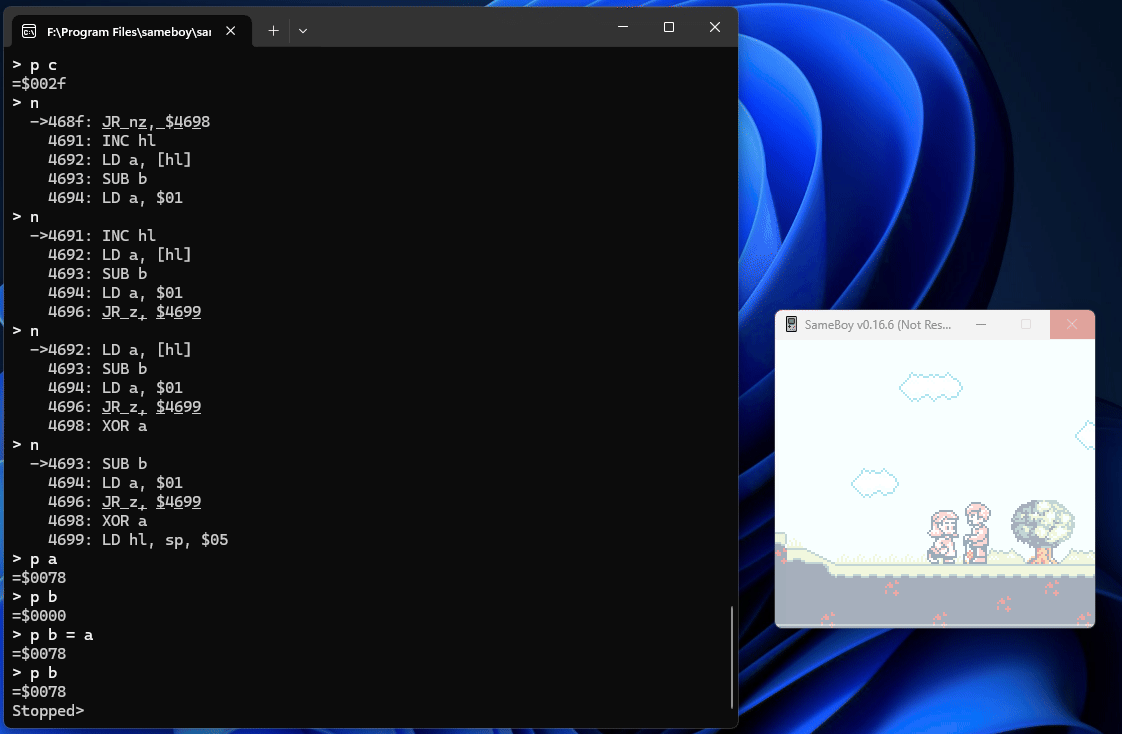 F:\Program Files\sameboy\sar
> p c
=$002f
> n
->468f: JR nz, $4698
4691: INC hl
4692: LD a, [hl]
4693: SUB b
4694: LD a, $01
> n
->4691: INC hl
4692: LD a, [hl]
4693: SUB b
4694: LD a, $01
4696: JR z, $4699
> n
->4692: LD a, [hl]
4693: SUB b
4694: LD a, $01
4696: JR z, $4699
4698: XOR a
> n
->4693: SUB b
4694: LD a, $01
4696: JR z, $4699
4698: XOR a
4699: LD hl, sp, $05
> p a
=$0078
> p b
=$0000
> p b = a
=$0078
> p b
=$0078
Stopped>
SameBoy v0.16.6 (Not Res...